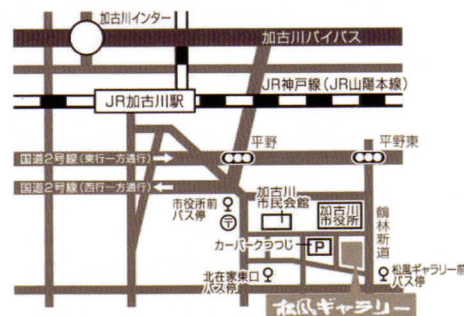 加古川インター
加古川バイパス
JR神戸線(JR山陽本線)
JR加古川駅
平野
平野東
国道2号線(東行一方通行)→
国道2号線(西行一方通行)←
市役所前
バス停
加古川
市民会館
加古川
市役所
鶴林新道
カーパークつつじ
P
北在家東口
バス停
松風ギャラリー前
バス停
松風ギャラリー